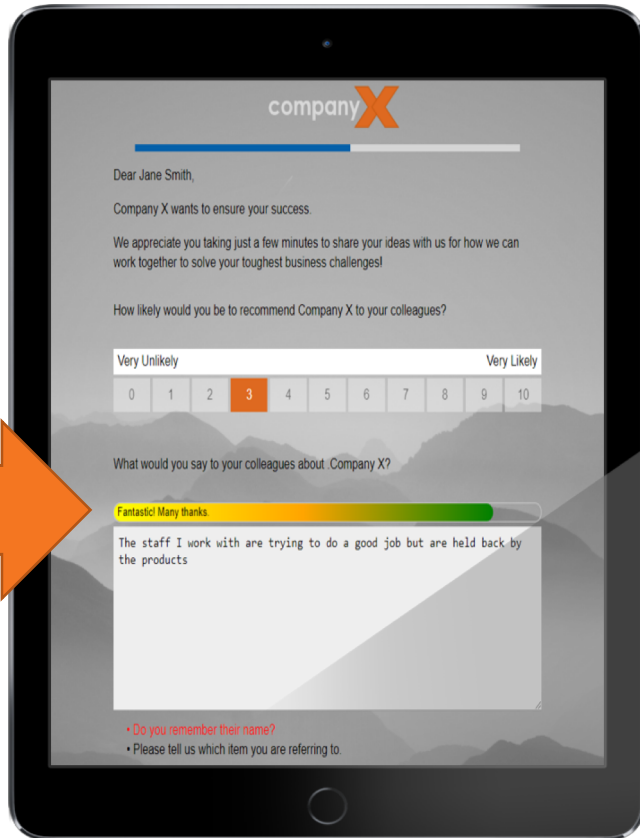 companyX
Dear Jane Smith,
Company X wants to ensure your success.
We appreciate you taking just a few minutes to share your ideas with us for how we can
work together to solve your toughest business challenges!
How likely would you be to recommend Company X to your colleagues?
Very Unlikely Very Likely
0 1 2 3 4 5 6 7 8 9 10
What would you say to your colleagues about .Company X?
Fantastic! Many thanks.
The staff I work with are trying to do a good job but are held back by
the products
• Do you remember their name?
• Please tell us which item you are referring to.